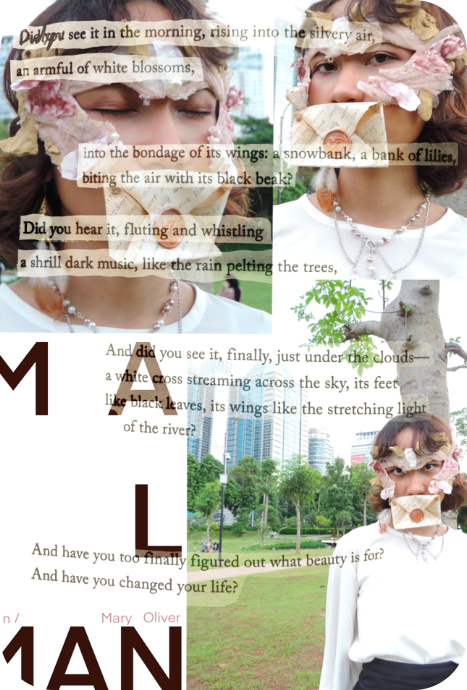 Did you see it in the morning, rising into the silvery air,
an armful of white blossoms,
into the bondage of its wings: a snowbank, a bank of lilies,
biting the air with its black beak?
Did you hear it, fluting and whistling
a shrill dark music, like the rain pelting the trees,
And did you see it, finally, just under the clouds—
a white cross streaming across the sky, its feet
like black leaves, its wings like the stretching light
of the river?
M A
L
And have you too finally figured out what beauty is for?
And have you changed your life?
n / Mary Oliver
MAN